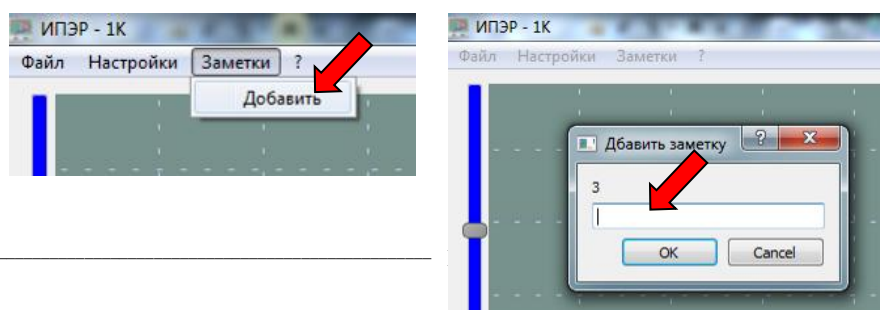 ИПЭР - 1К
Файл Настройки Заметки ?
Добавить
ИПЭР - 1К
Файл Настройки Заметки ?
Дбавить заметку
?
X
3
OK Cancel